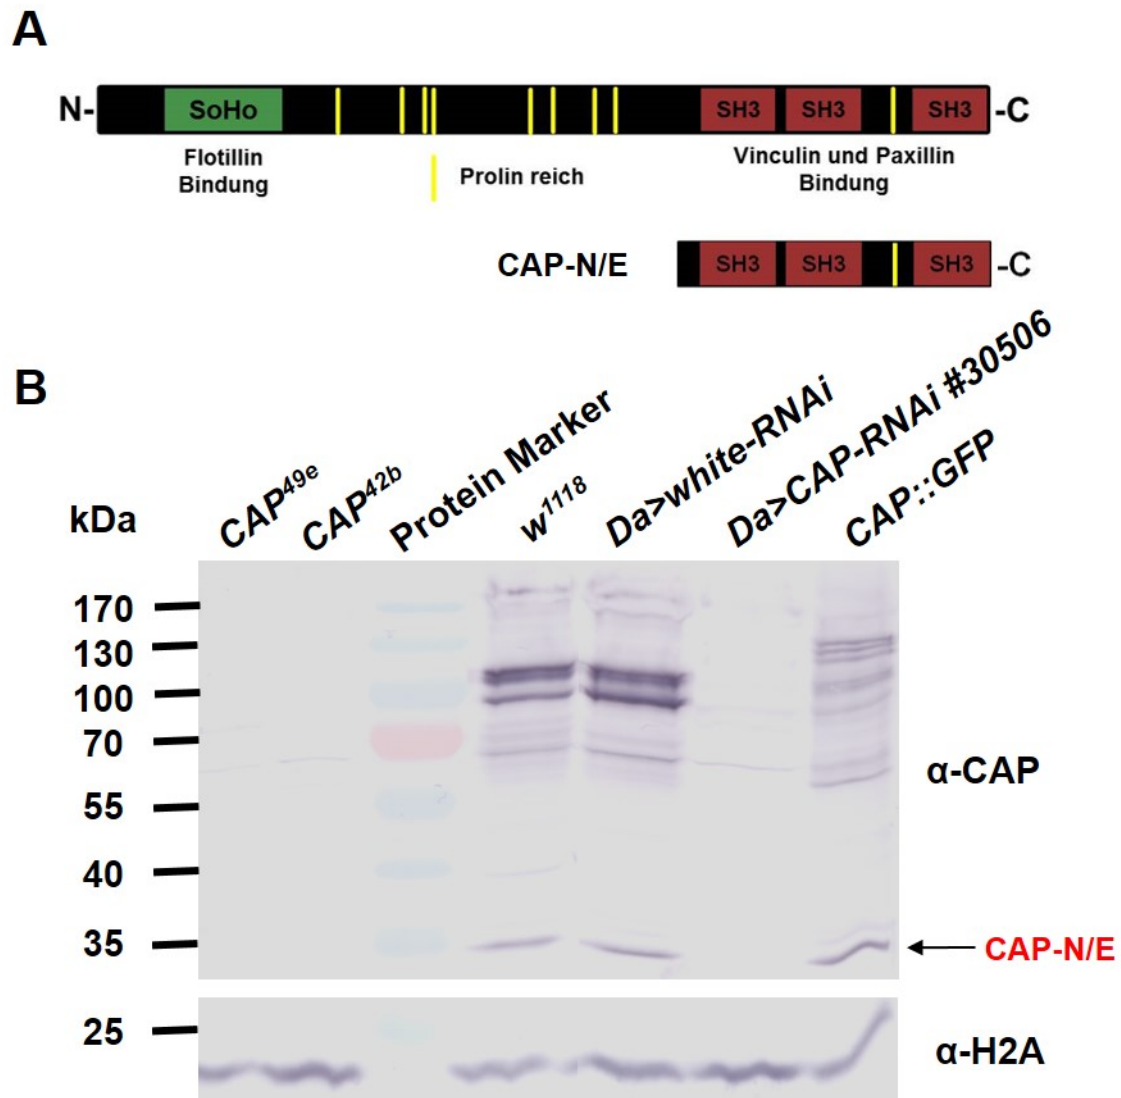 A
N-
SoHo
SH3
SH3
SH3
-C
Flotillin
Bindung
Prolin reich
Vinculin und Paxillin
Bindung
CAP-N/E
SH3
SH3
SH3
-C
B
kDa
CAP49e
CAP42b
Protein Marker
w1118
Da>white-RNAi
Da>CAP-RNAi #30506
CAP::GFP
170
130
100
70
55
40
35
25
α-CAP
CAP-N/E
α-H2A